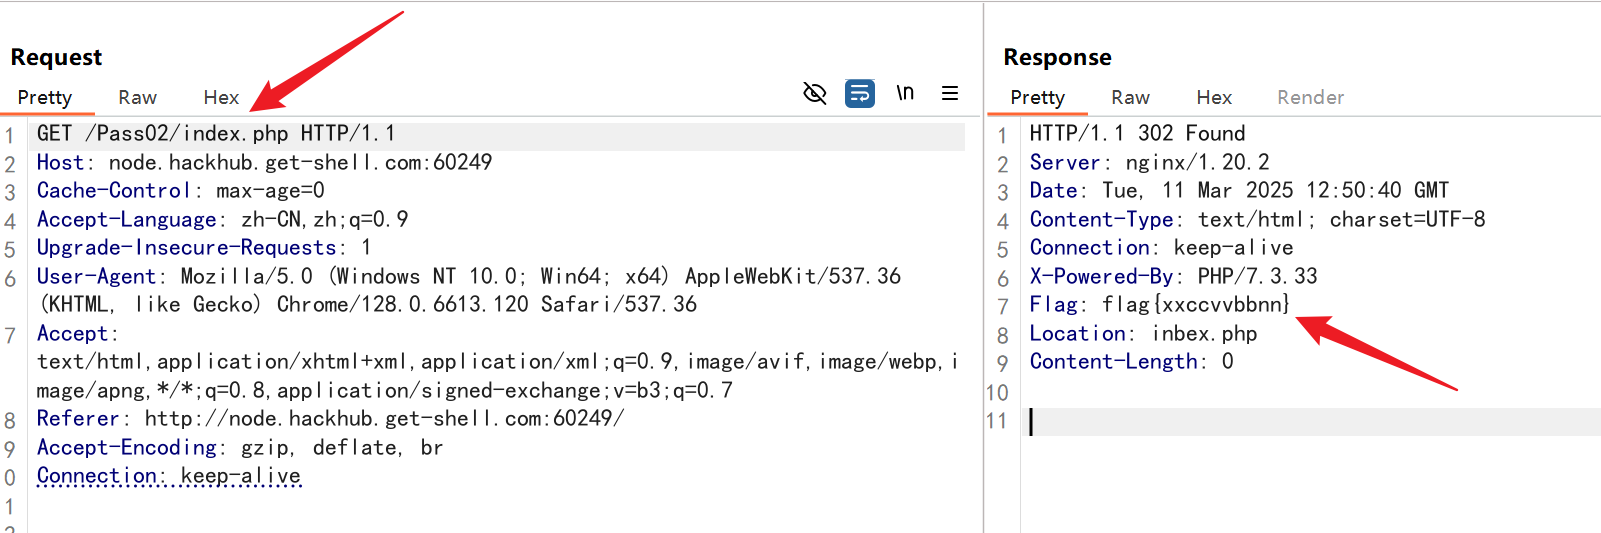 Request
Pretty Raw Hex \n
1 GET /Pass02/index.php HTTP/1.1
2 Host: node.hackhub.get-shell.com:60249
3 Cache-Control: max-age=0
4 Accept-Language: zh-CN,zh;q=0.9
5 Upgrade-Insecure-Requests: 1
6 User-Agent: Mozilla/5.0 (Windows NT 10.0; Win64; x64) AppleWebKit/537.36
(KHTML, like Gecko) Chrome/128.0.6613.120 Safari/537.36
7 Accept:
text/html,application/xhtml+xml,application/xml;q=0.9,image/avif,image/webp,i
mage/apng,*/*;q=0.8,application/signed-exchange;v=b3;q=0.7
8 Referer: http://node.hackhub.get-shell.com:60249/
9 Accept-Encoding: gzip, deflate, br
0 Connection: keep-alive
1
Response
Pretty Raw Hex Render
1 HTTP/1.1 302 Found
2 Server: nginx/1.20.2
3 Date: Tue, 11 Mar 2025 12:50:40 GMT
4 Content-Type: text/html; charset=UTF-8
5 Connection: keep-alive
6 X-Powered-By: PHP/7.3.33
7 Flag: flag{xxccvvbbnn}
8 Location: inbex.php
9 Content-Length: 0
10
11